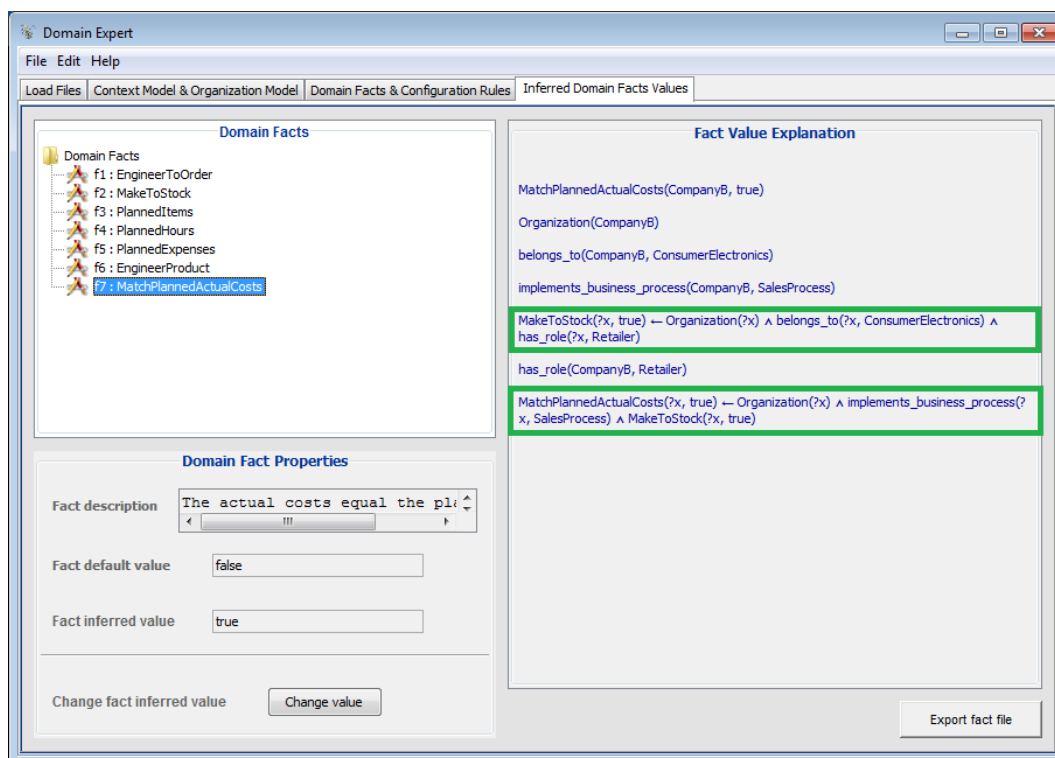 Domain Expert
File Edit Help
Load Files Context Model & Organization Model Domain Facts & Configuration Rules Inferred Domain Facts Values
Domain Facts
Domain Facts
f1 : EngineerToOrder
f2 : MakeToStock
f3 : PlannedItems
f4 : PlannedHours
f5 : PlannedExpenses
f6 : EngineerProduct
f7 : MatchPlannedActualCosts
Domain Fact Properties
Fact description The actual costs equal the pla
Fact default value false
Fact inferred value true
Change fact inferred value Change value
Fact Value Explanation
MatchPlannedActualCosts(CompanyB, true)
Organization(CompanyB)
belongs_to(CompanyB, ConsumerElectronics)
implements_business_process(CompanyB, SalesProcess)
MakeToStock(?x, true) ← Organization(?x) ∧ belongs_to(?x, ConsumerElectronics) ∧
has_role(?x, Retailer)
has_role(CompanyB, Retailer)
MatchPlannedActualCosts(?x, true) ← Organization(?x) ∧ implements_business_process(?
x, SalesProcess) ∧ MakeToStock(?x, true)
Export fact file